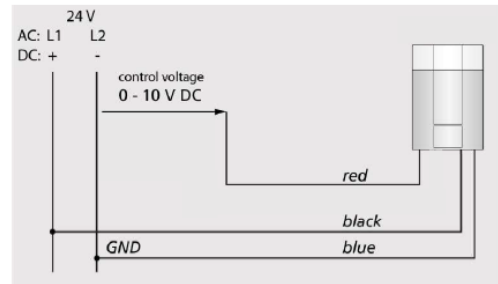 24 V
AC: L1 L2
DC: + -
control voltage
0 - 10 V DC
red
black
GND blue